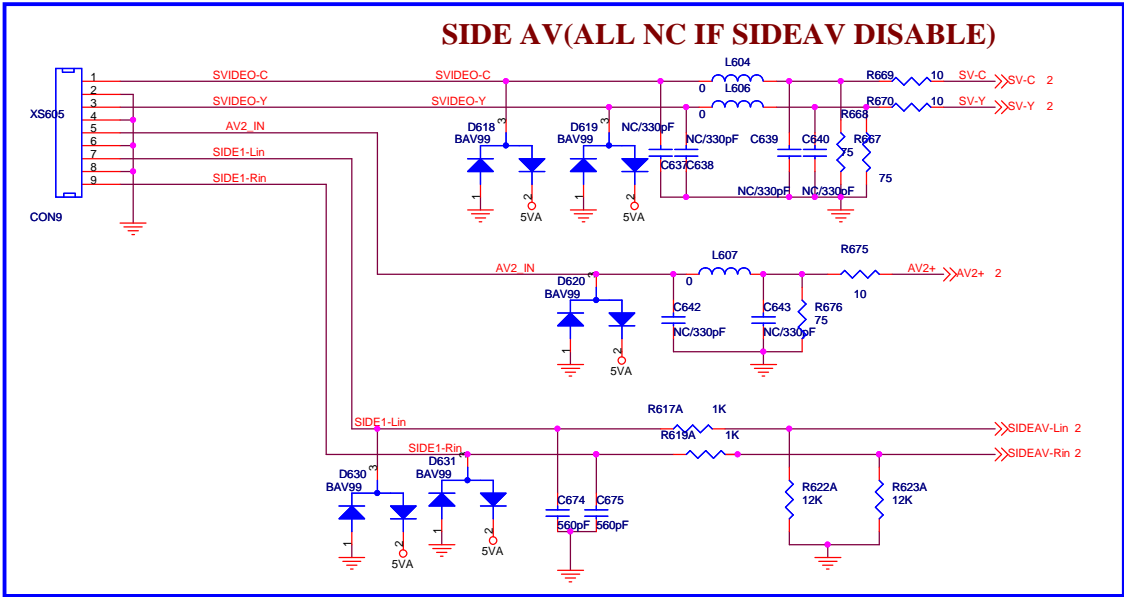 SIDE AV(ALL NC IF SIDEAV DISABLE)
XS605
CON9
1
2
3
4
5
6
7
8
9
SVIDEO-C
SVIDEO-Y
AV2_IN
SIDE1-Lin
SIDE1-Rin
SVIDEO-C
SVIDEO-Y
L604
0
L606
0
R669 10 SV-C SV-C 2
R670 10 SV-Y SV-Y 2
D618
BAV99
3
1
2
5VA
D619
BAV99
3
1
2
5VA
NC/330pF
C637
NC/330pF
C638
C639
NC/330pF
C640
NC/330pF
R668
75
R667
75
AV2_IN
L607
0
R675
10
AV2+ AV2+ 2
D620
BAV99
3
1
2
5VA
C642
NC/330pF
C643
NC/330pF
R676
75
SIDE1-Lin
R617A 1K
SIDEAV-Lin 2
SIDE1-Rin
R619A 1K
SIDEAV-Rin 2
D630
BAV99
3
1
2
5VA
D631
BAV99
3
1
2
5VA
C674
560pF
C675
560pF
R622A
12K
R623A
12K